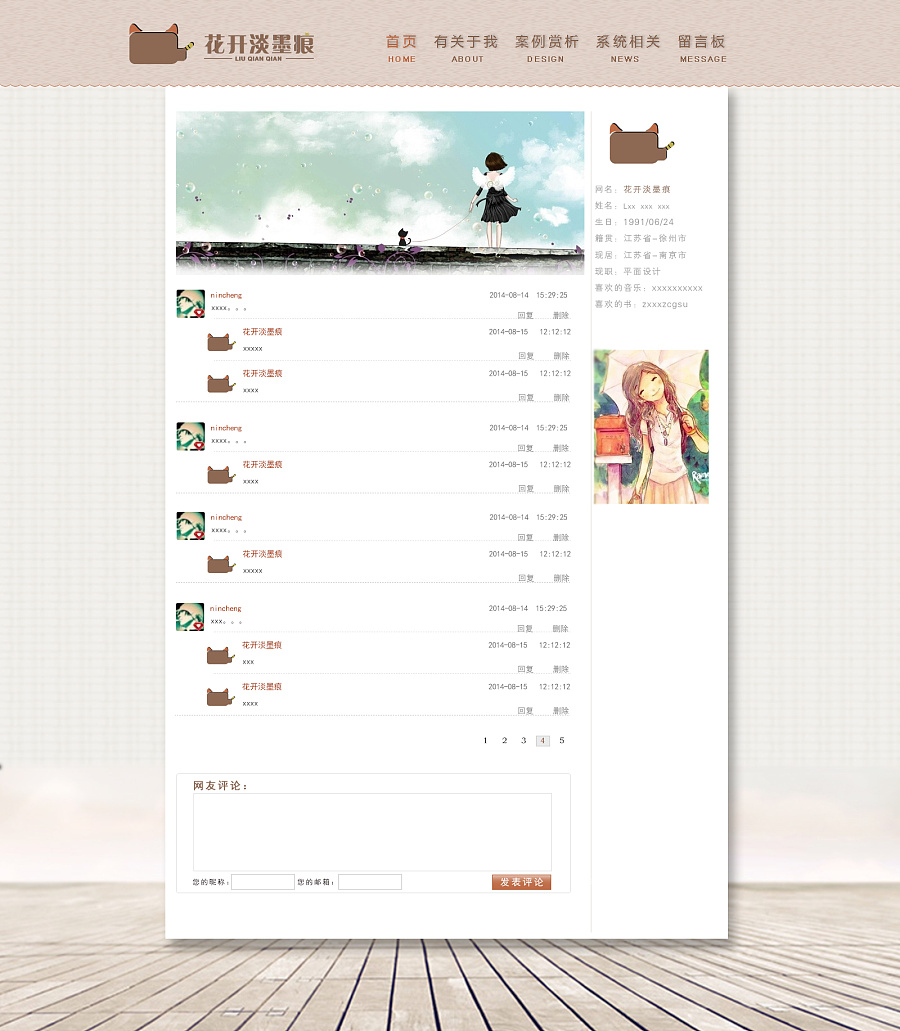 花开淡墨痕
LIU QIAN QIAN
首页 有关于我 案例赏析 系统相关 留言板
HOME ABOUT DESIGN NEWS MESSAGE
网名：花开淡墨痕
姓名：Lxx xxx xxx
生日：1991/06/24
籍贯：江苏省-徐州市
现居：江苏省-南京市
现职：平面设计
喜欢的音乐：xxxxxxxxxx
喜欢的书：zxxxzcgsu
nincheng 2014-08-14 15:29:25
xxxx。。。
回复 删除
花开淡墨痕 2014-08-15 12:12:12
xxxxx
回复 删除
花开淡墨痕 2014-08-15 12:12:12
xxxx
回复 删除
nincheng 2014-08-14 15:29:25
xxxx。。。
回复 删除
花开淡墨痕 2014-08-15 12:12:12
xxxx
回复 删除
nincheng 2014-08-14 15:29:25
xxxx。。。
回复 删除
花开淡墨痕 2014-08-15 12:12:12
xxxxx
回复 删除
nincheng 2014-08-14 15:29:25
xxx。。。
回复 删除
花开淡墨痕 2014-08-15 12:12:12
xxx
回复 删除
花开淡墨痕 2014-08-15 12:12:12
xxxx
回复 删除
1 2 3 4 5
网友评论：
您的昵称： 您的邮箱： 发表评论